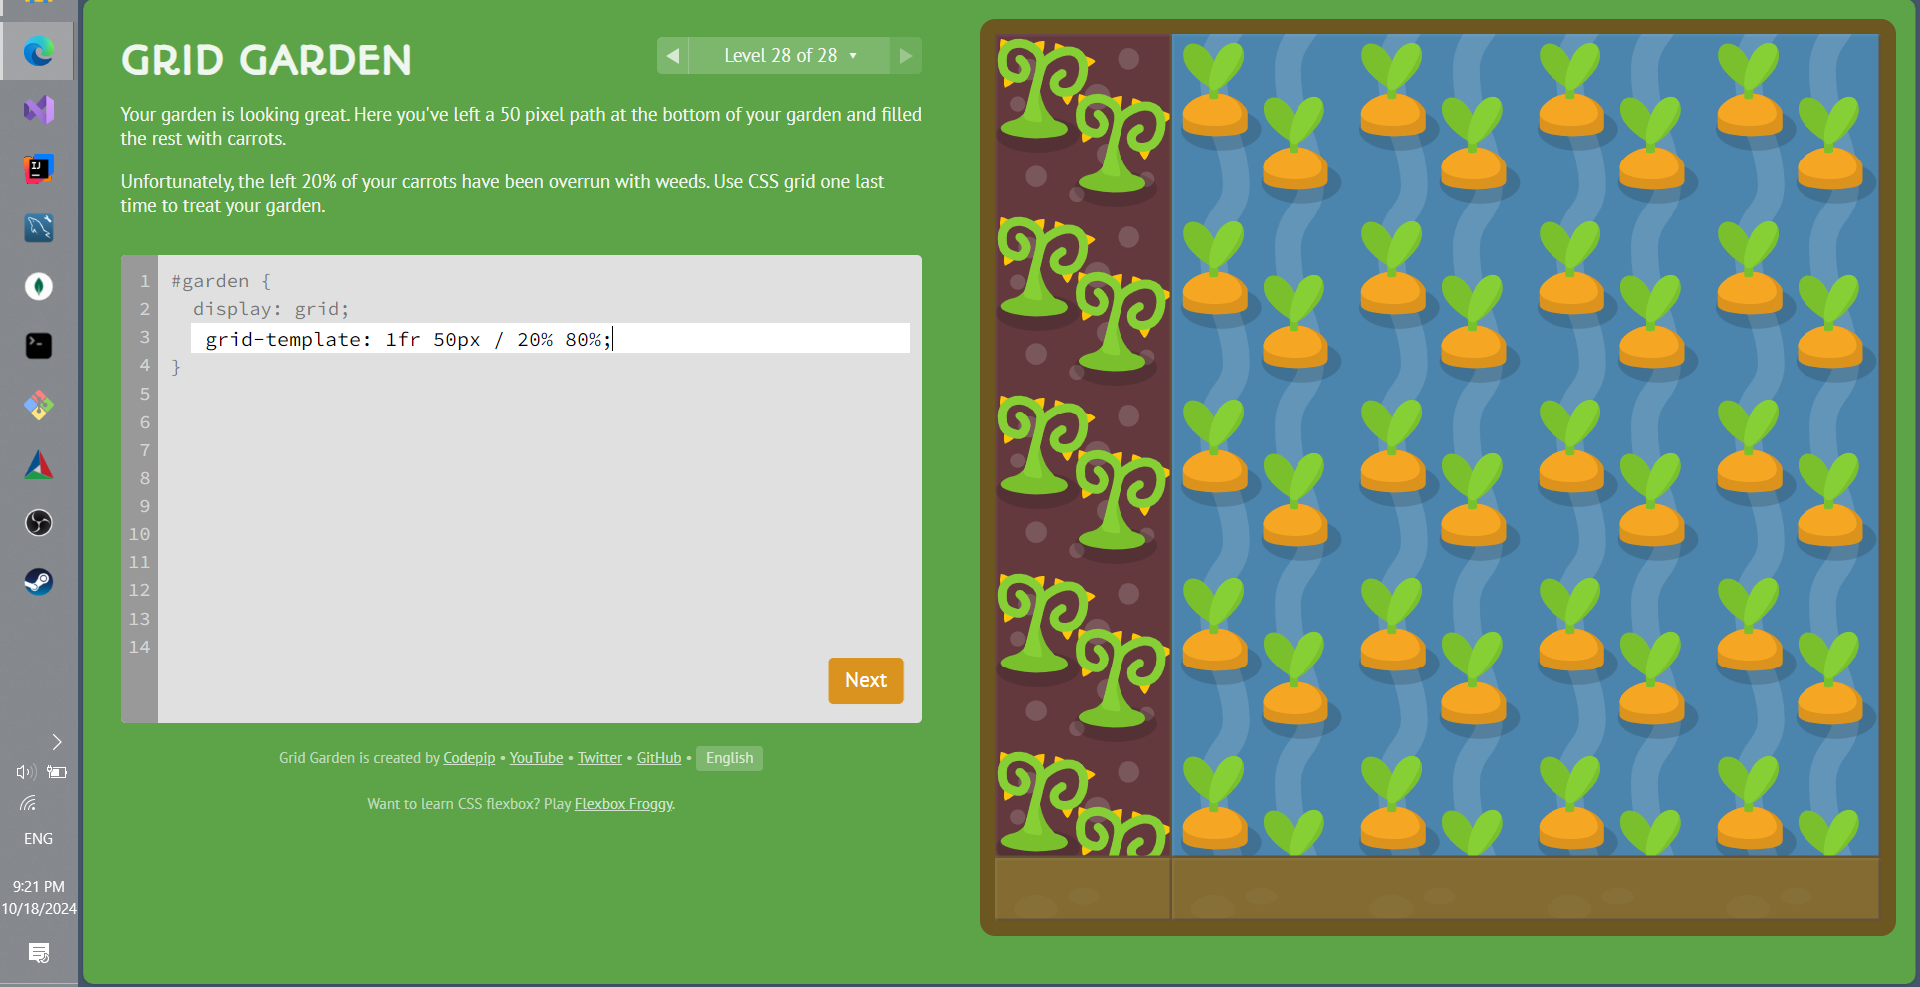 GRID GARDEN
◀ Level 28 of 28 ▾ ▶
Your garden is looking great. Here you've left a 50 pixel path at the bottom of your garden and filled
the rest with carrots.
Unfortunately, the left 20% of your carrots have been overrun with weeds. Use CSS grid one last
time to treat your garden.
1 #garden {
2 display: grid;
3 grid-template: 1fr 50px / 20% 80%;
4 }
5
6
7
8
9
10
11
12
13
14
Next
Grid Garden is created by Codepip • YouTube • Twitter • GitHub • English
Want to learn CSS flexbox? Play Flexbox Froggy.
IJ
ENG
9:21 PM
10/18/2024